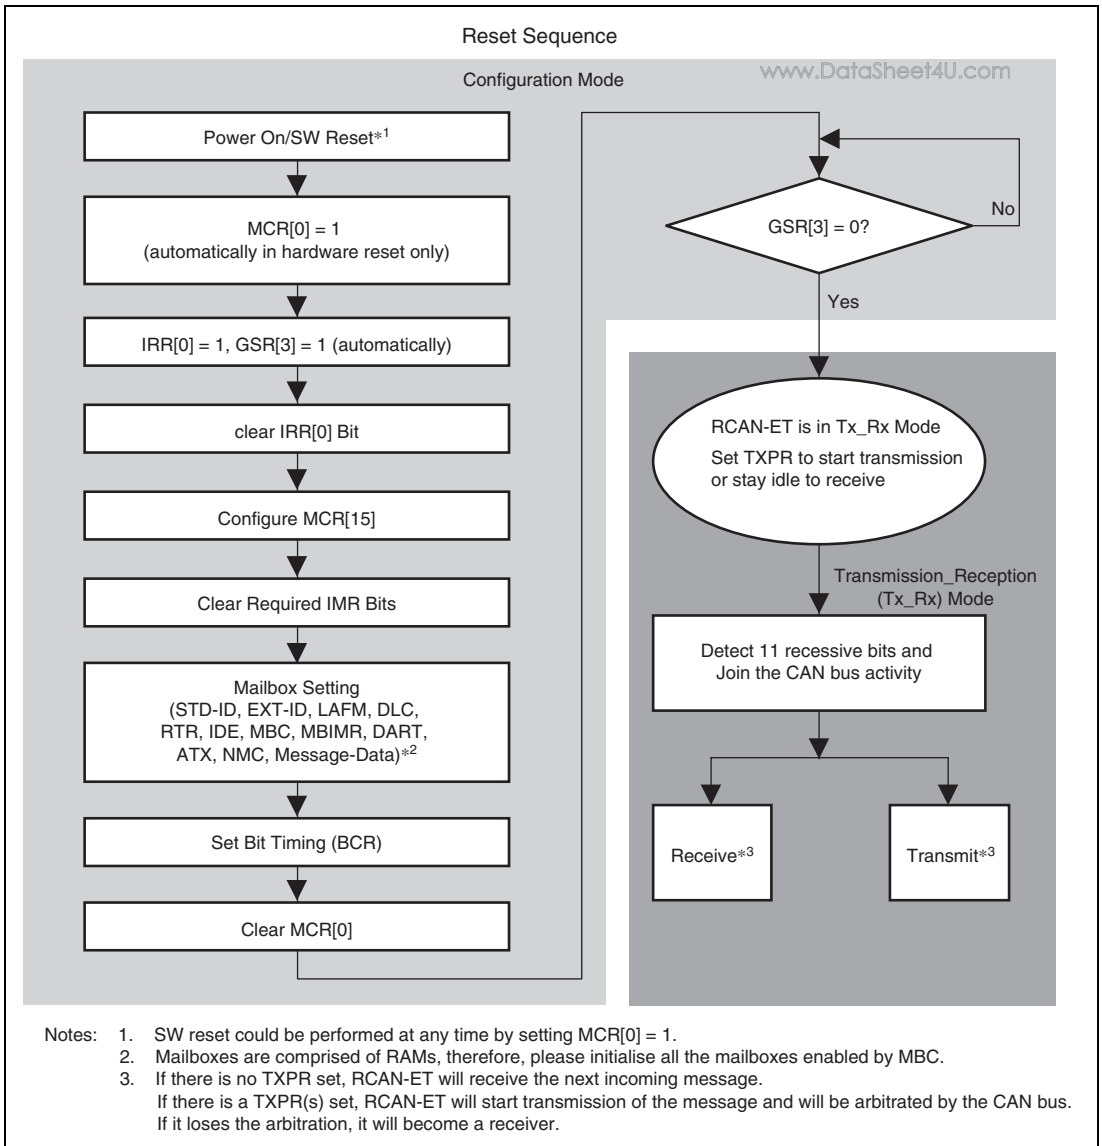 Reset Sequence
www.DataSheet4U.com
Configuration Mode
Power On/SW Reset*1
MCR[0] = 1
(automatically in hardware reset only)
IRR[0] = 1, GSR[3] = 1 (automatically)
clear IRR[0] Bit
Configure MCR[15]
Clear Required IMR Bits
Mailbox Setting
(STD-ID, EXT-ID, LAFM, DLC,
RTR, IDE, MBC, MBIMR, DART,
ATX, NMC, Message-Data)*2
Set Bit Timing (BCR)
Clear MCR[0]
GSR[3] = 0?
No
Yes
RCAN-ET is in Tx_Rx Mode
Set TXPR to start transmission
or stay idle to receive
Transmission_Reception
(Tx_Rx) Mode
Detect 11 recessive bits and
Join the CAN bus activity
Receive*3
Transmit*3
Notes: 1. SW reset could be performed at any time by setting MCR[0] = 1.
2. Mailboxes are comprised of RAMs, therefore, please initialise all the mailboxes enabled by MBC.
3. If there is no TXPR set, RCAN-ET will receive the next incoming message.
If there is a TXPR(s) set, RCAN-ET will start transmission of the message and will be arbitrated by the CAN bus.
If it loses the arbitration, it will become a receiver.